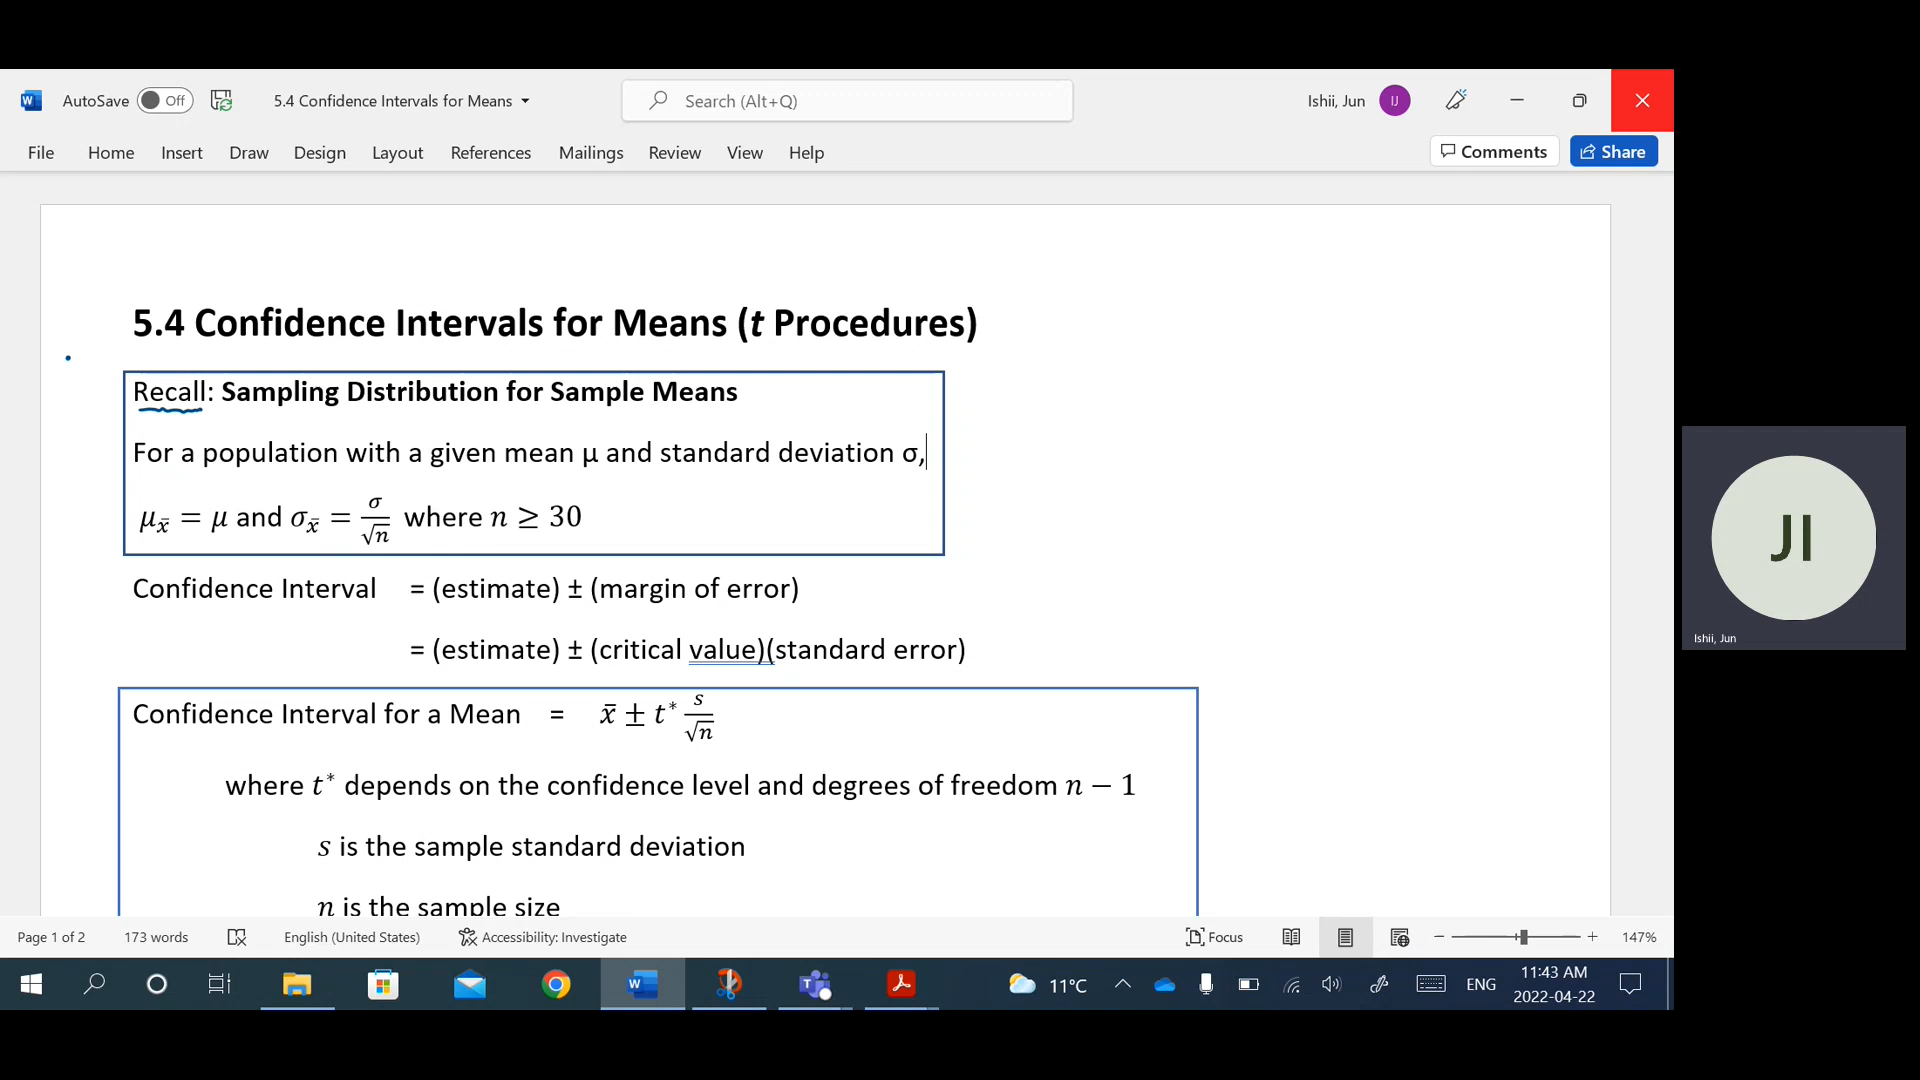 AutoSave Off 5.4 Confidence Intervals for Means Search (Alt+Q) Ishii, Jun IJ
File Home Insert Draw Design Layout References Mailings Review View Help Comments Share
5.4 Confidence Intervals for Means (t Procedures)
Recall: Sampling Distribution for Sample Means
For a population with a given mean μ and standard deviation σ,
μx̄ = μ and σx̄ = σ/√n where n ≥ 30
Confidence Interval = (estimate) ± (margin of error)
= (estimate) ± (critical value)(standard error)
Confidence Interval for a Mean = x̄ ± t* s/√n
where t* depends on the confidence level and degrees of freedom n − 1
s is the sample standard deviation
n is the sample size
JI
Ishii, Jun
Page 1 of 2 173 words English (United States) Accessibility: Investigate Focus 147%
11°C ENG 11:43 AM
2022-04-22